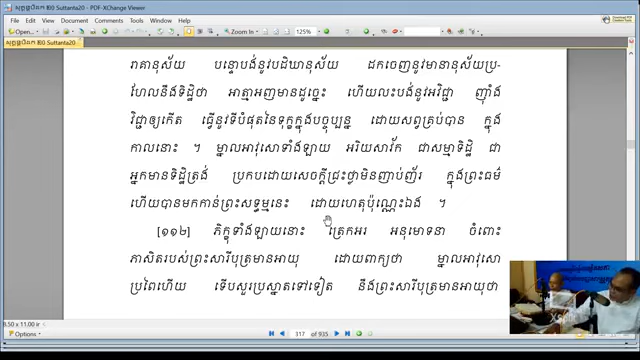 សុត្តន្តបិដក ២០ Suttanta20 - PDF-XChange Viewer
File Edit View Document Comments Tools Window Help
Open...
Zoom In
125%
សុត្តន្តបិដក ២០ Suttanta20
រាគានុស័យ បន្ទោបង់នូវបដិឃានុស័យ ដកចេញនូវមានានុស័យប្រ-
ហែលនឹងទិដ្ឋិថា អាត្មាអញមានដូច្នេះ ហើយលះបង់នូវអវិជ្ជា ញ៉ាំង
វិជ្ជាឲ្យកើត ធ្វើនូវទីបំផុតនៃទុក្ខក្នុងបច្ចុប្បន្ន ដោយសព្វគ្រប់បាន ក្នុង
កាលនោះ ។ ម្នាលអាវុសោទាំងឡាយ អរិយសាវ័ក ជាសម្មាទិដ្ឋិ ជា
អ្នកមានទិដ្ឋិត្រង់ ប្រកបដោយសេចក្តីជ្រះថ្លាមិនញាប់ញ័រ ក្នុងព្រះធម៌
ហើយបានមកកាន់ព្រះសទ្ធម្មនេះ ដោយហេតុប៉ុណ្ណេះឯង ។
[១១២] ភិក្ខុទាំងឡាយនោះ ត្រេកអរ អនុមោទនា ចំពោះ
ភាសិតរបស់ព្រះសារីបុត្រមានអាយុ ដោយពាក្យថា ម្នាលអាវុសោ
ប្រពៃហើយ ទើបសួរប្រស្នាតទៅទៀត នឹងព្រះសារីបុត្រមានអាយុថា
8.50 x 11.00 in
Options
317 of 935